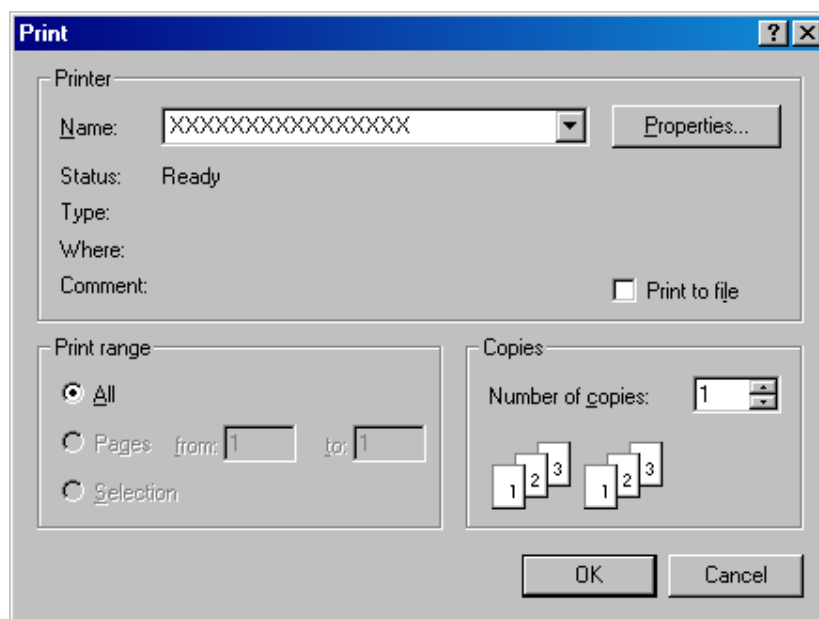 Print
Printer
Name: XXXXXXXXXXXXXXXX Properties...
Status: Ready
Type:
Where:
Comment:
Print to file
Print range
All
Pages from: 1 to: 1
Selection
Copies
Number of copies: 1
1 2 3 1 2 3
OK Cancel